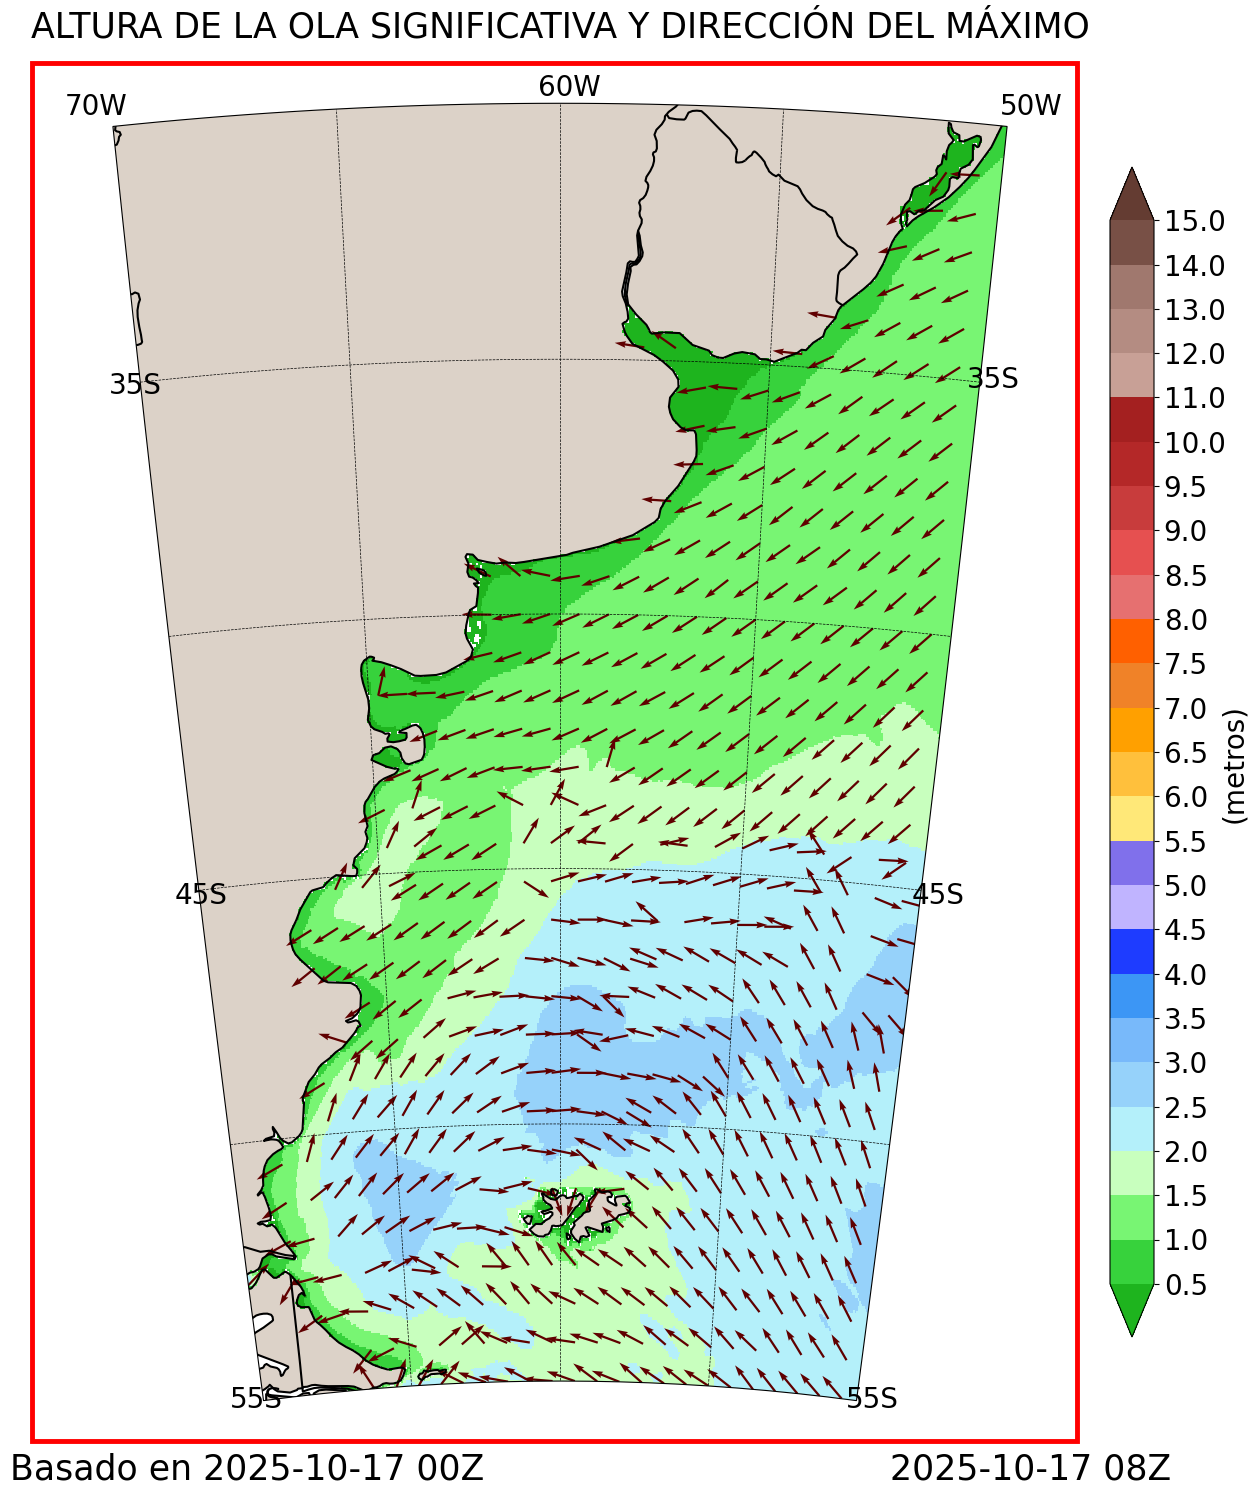 ALTURA DE LA OLA SIGNIFICATIVA Y DIRECCIÓN DEL MÁXIMO
70W
60W
50W
35S
35S
45S
45S
55S
55S
15.0
14.0
13.0
12.0
11.0
10.0
9.5
9.0
8.5
8.0
7.5
7.0
6.5
6.0
5.5
5.0
4.5
4.0
3.5
3.0
2.5
2.0
1.5
1.0
0.5
(metros)
Basado en 2025-10-17 00Z
2025-10-17 08Z